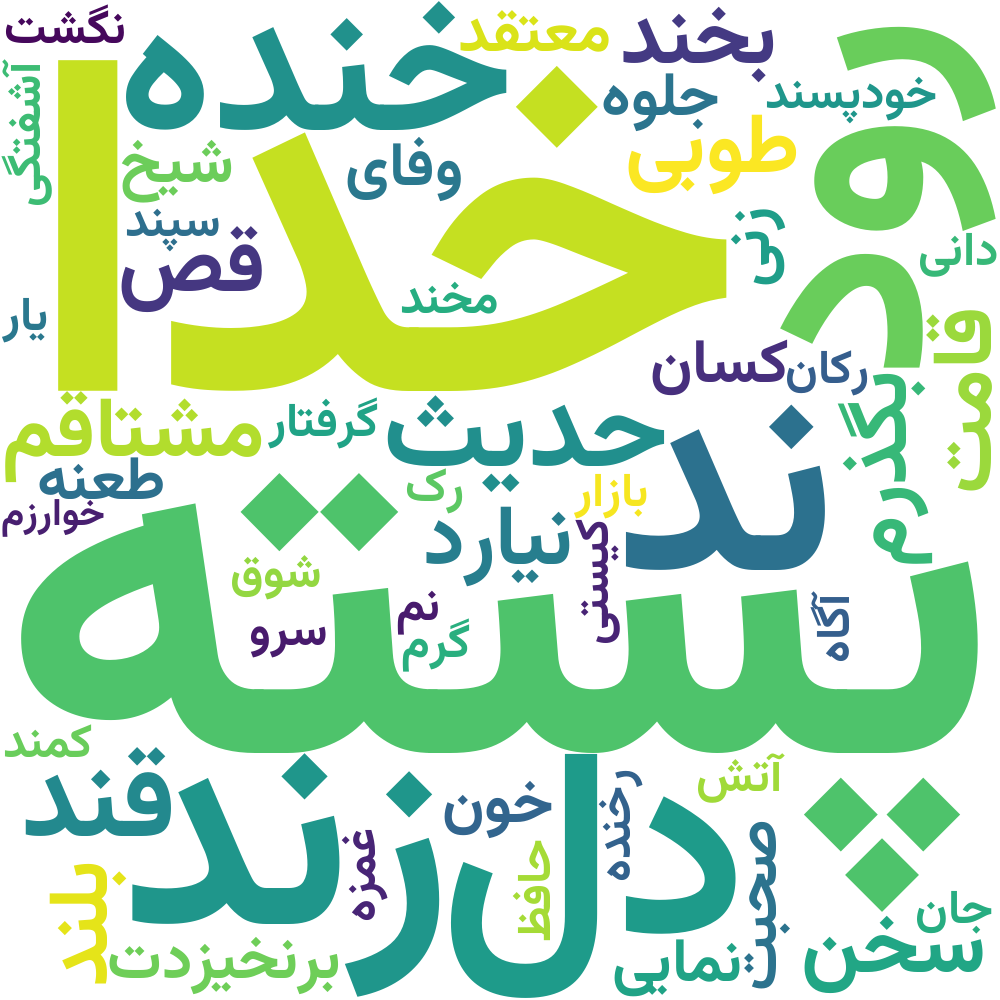 نگشت
خنده
معتقد
بخند
رود
آشفتگی
خدا
جلوه
خودپسند
شیخ
وفای
طوبی
سپند
قص
زنی
دانی
مخند
یار
قامت
کسان
رکان
مشتاقم
گرفتار
حدیث
ند
بگذرم
طعنه
رک
بازار
خوارزم
نیارد
کیستی
پسته
شوق
نم
آگاه
سرو
گرم
کمند
قند
زند
دل
آتش
خون
رخنده
غمزه
حافظ
صحبت
بلند
جان
سخن
برنخیزدت
نمایی